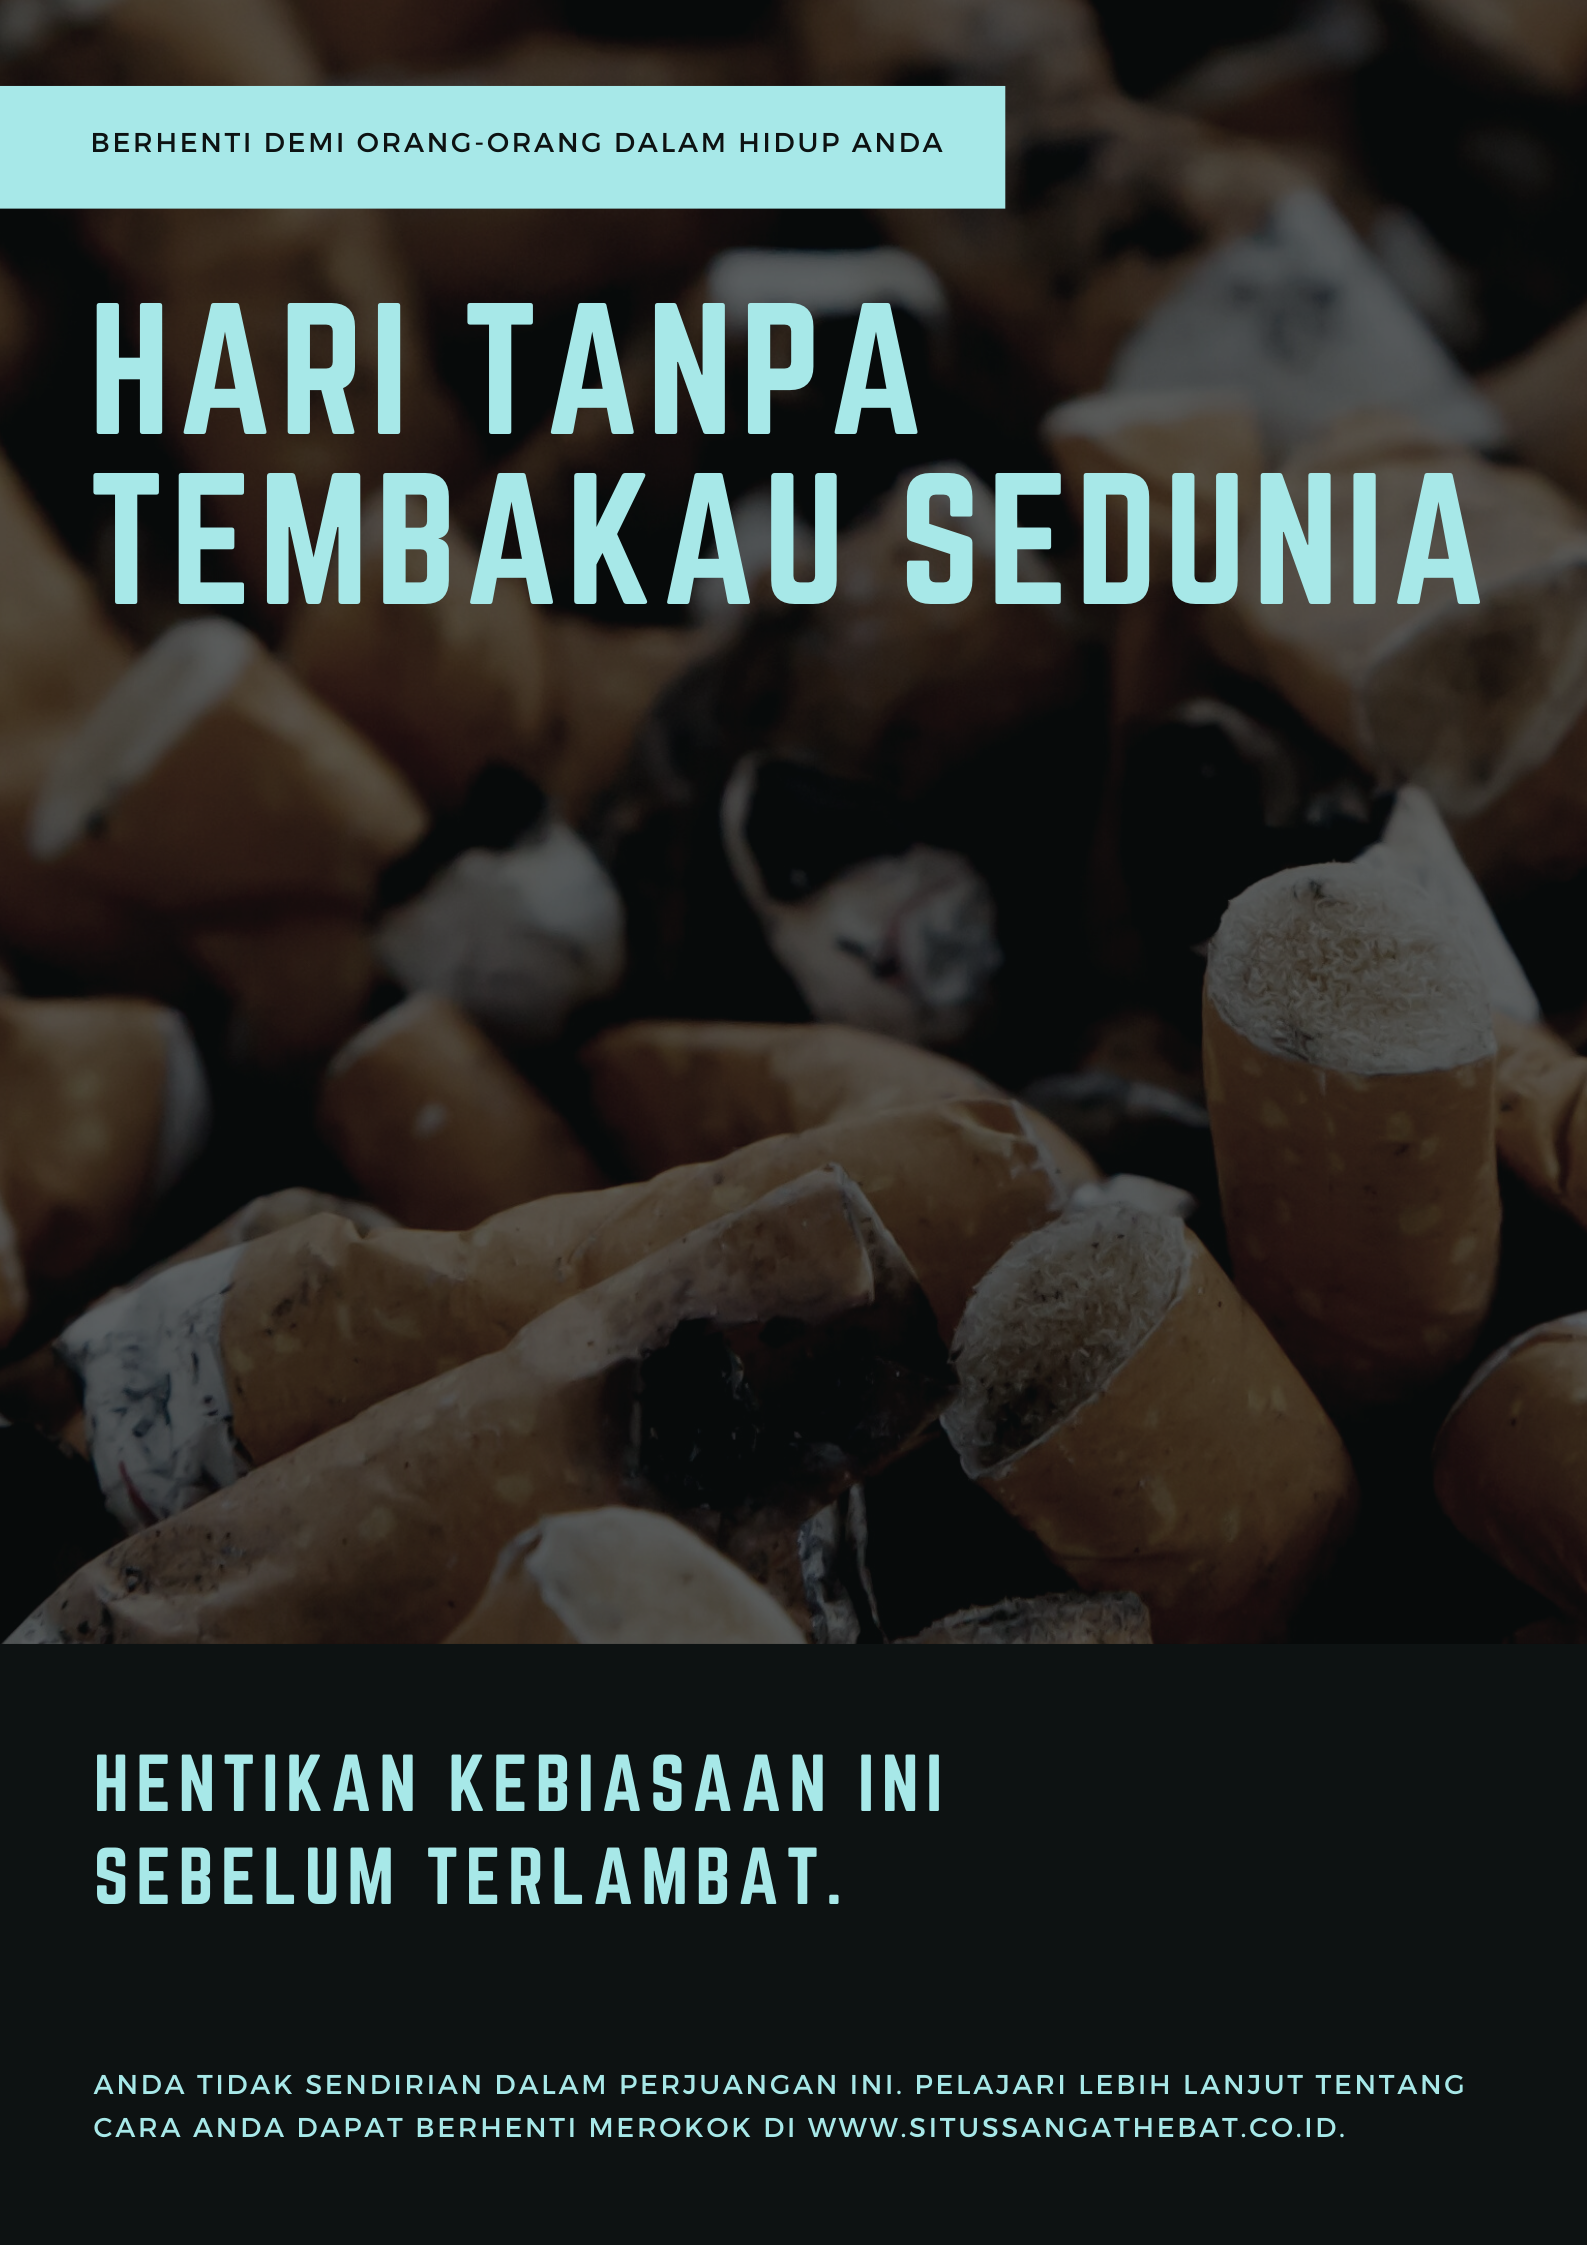 BERHENTI DEMI ORANG-ORANG DALAM HIDUP ANDA
HARI TANPA
TEMBAKAU SEDUNIA
HENTIKAN KEBIASAAN INI
SEBELUM TERLAMBAT.
ANDA TIDAK SENDIRIAN DALAM PERJUANGAN INI. PELAJARI LEBIH LANJUT TENTANG
CARA ANDA DAPAT BERHENTI MEROKOK DI WWW.SITUSSANGATHEBAT.CO.ID.